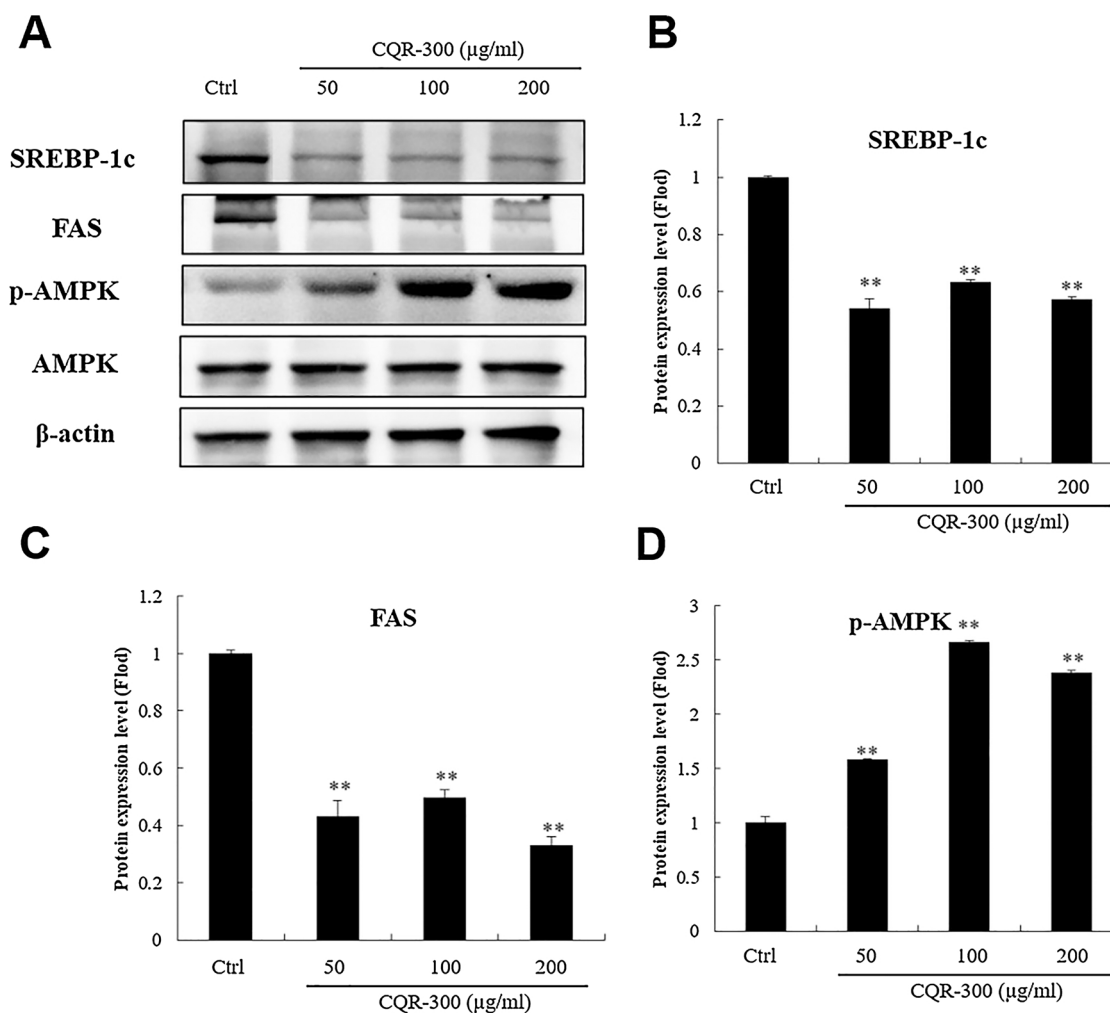 A
CQR-300 (µg/ml)
Ctrl 50 100 200
SREBP-1c
FAS
p-AMPK
AMPK
β-actin
B
SREBP-1c
Protein expression level (Flod)
1.2
1
0.8
0.6
0.4
0.2
0
** ** **
Ctrl 50 100 200
CQR-300 (µg/ml)
C
FAS
Protein expression level (Flod)
1.2
1
0.8
0.6
0.4
0.2
0
** ** **
Ctrl 50 100 200
CQR-300 (µg/ml)
D
p-AMPK
Protein expression level (Flod)
3
2.5
2
1.5
1
0.5
0
** ** **
Ctrl 50 100 200
CQR-300 (µg/ml)